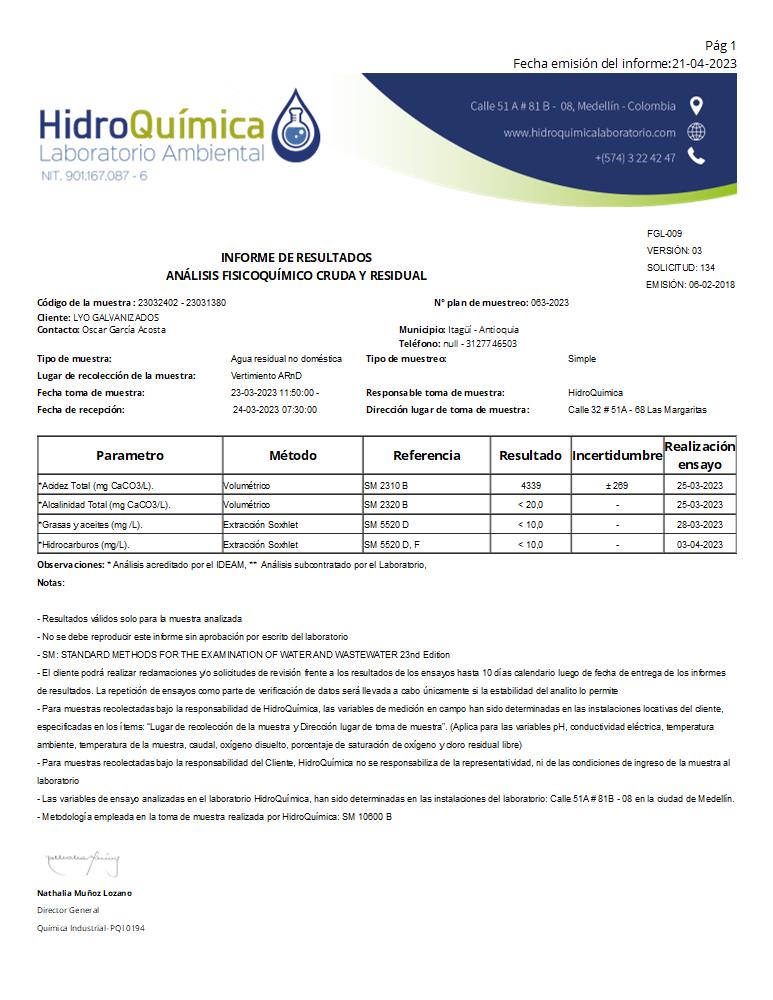 Pág 1
Fecha emisión del informe:21-04-2023
HidroQuímica
Laboratorio Ambiental
NIT. 901.167.087 - 6
Calle 51 A # 81 B - 08, Medellín - Colombia
www.hidroquimicalaboratorio.com
+(574) 3 22 42 47
FGL-009
VERSIÓN: 03
SOLICITUD: 134
EMISIÓN: 06-02-2018
INFORME DE RESULTADOS
ANÁLISIS FISICOQUÍMICO CRUDA Y RESIDUAL
Código de la muestra : 23032402 - 23031380 N° plan de muestreo: 063-2023
Cliente: LYO GALVANIZADOS
Contacto: Oscar García Acosta Municipio: Itagüí - Antioquia
Teléfono: null - 3127746503
Tipo de muestra: Agua residual no doméstica Tipo de muestreo: Simple
Lugar de recolección de la muestra: Vertimiento ARnD
Fecha toma de muestra: 23-03-2023 11:50:00 - Responsable toma de muestra: HidroQuimica
Fecha de recepción: 24-03-2023 07:30:00 Dirección lugar de toma de muestra: Calle 32 # 51A - 68 Las Margaritas
Parametro Método Referencia Resultado Incertidumbre Realización ensayo
*Acidez Total (mg CaCO3/L). Volumétrico SM 2310 B 4339 ± 269 25-03-2023
*Alcalinidad Total (mg CaCO3/L). Volumétrico SM 2320 B < 20,0 - 25-03-2023
*Grasas y aceites (mg /L). Extracción Soxhlet SM 5520 D < 10,0 - 28-03-2023
*Hidrocarburos (mg/L). Extracción Soxhlet SM 5520 D, F < 10,0 - 03-04-2023
Observaciones: * Análisis acreditado por el IDEAM, ** Análisis subcontratado por el Laboratorio,
Notas:
- Resultados válidos solo para la muestra analizada
- No se debe reproducir este informe sin aprobación por escrito del laboratorio
- SM: STANDARD METHODS FOR THE EXAMINATION OF WATER AND WASTEWATER 23nd Edition
- El cliente podrá realizar reclamaciones y/o solicitudes de revisión frente a los resultados de los ensayos hasta 10 días calendario luego de fecha de entrega de los informes
de resultados. La repetición de ensayos como parte de verificación de datos será llevada a cabo únicamente si la estabilidad del analito lo permite
- Para muestras recolectadas bajo la responsabilidad de HidroQuímica, las variables de medición en campo han sido determinadas en las instalaciones locativas del cliente,
especificadas en los ítems: "Lugar de recolección de la muestra y Dirección lugar de toma de muestra". (Aplica para las variables pH, conductividad eléctrica, temperatura
ambiente, temperatura de la muestra, caudal, oxígeno disuelto, porcentaje de saturación de oxígeno y cloro residual libre)
- Para muestras recolectadas bajo la responsabilidad del Cliente, HidroQuímica no se responsabiliza de la representatividad, ni de las condiciones de ingreso de la muestra al
laboratorio
- Las variables de ensayo analizadas en el laboratorio HidroQuímica, han sido determinadas en las instalaciones del laboratorio: Calle 51A # 81B - 08 en la ciudad de Medellín.
- Metodología empleada en la toma de muestra realizada por HidroQuímica: SM 10600 B
Nathalia Muñoz Lozano
Director General
Química Industrial- PQI 0194